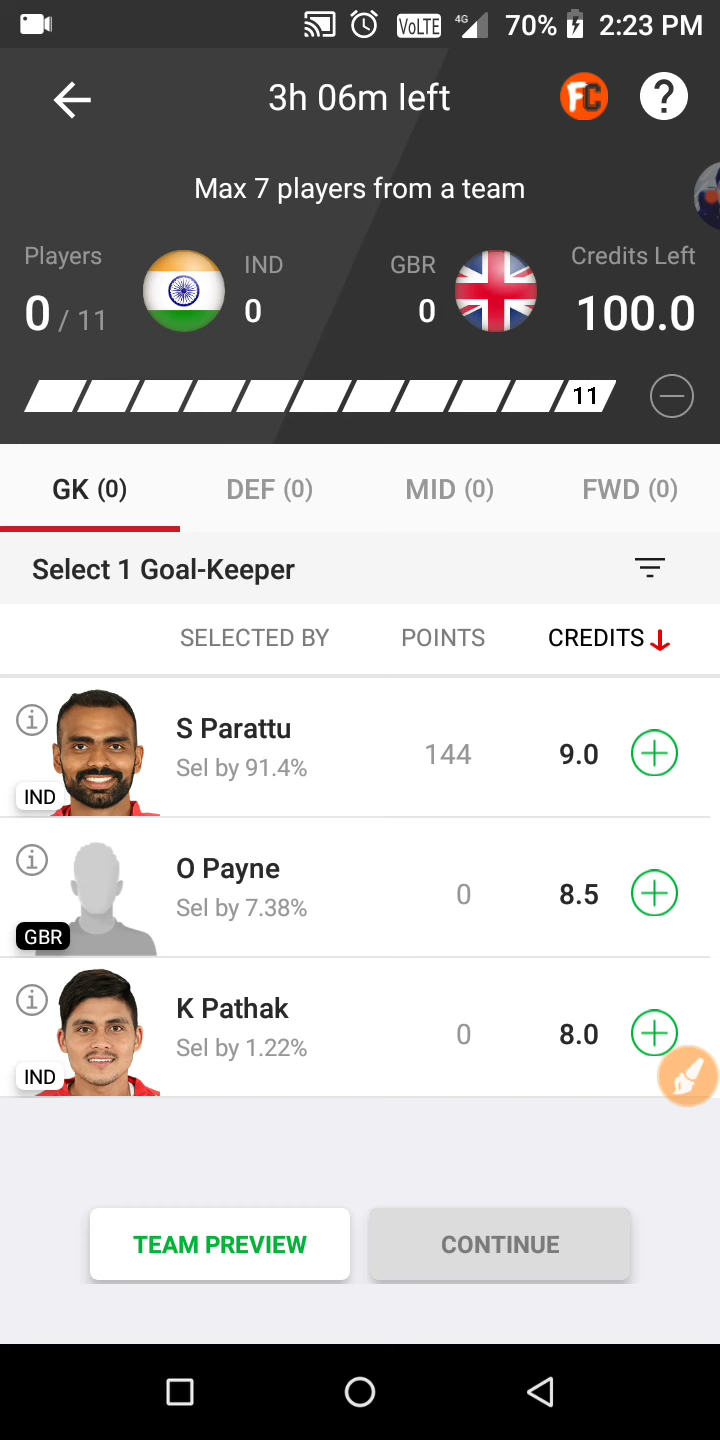 VoLTE 4G 70% 2:23 PM
3h 06m left FC ?
Max 7 players from a team
Players IND GBR Credits Left
0 / 11 0 0 100.0
11
GK (0) DEF (0) MID (0) FWD (0)
Select 1 Goal-Keeper
SELECTED BY POINTS CREDITS
S Parattu
Sel by 91.4% 144 9.0
IND
O Payne
Sel by 7.38% 0 8.5
GBR
K Pathak
Sel by 1.22% 0 8.0
IND
TEAM PREVIEW CONTINUE